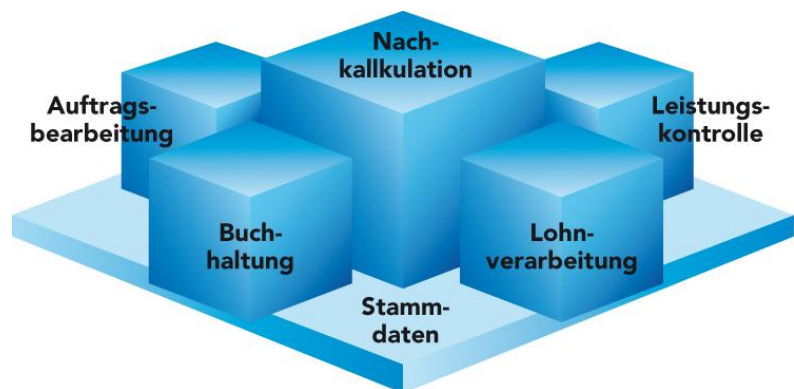 Nach-
kallkulation
Auftrags-
bearbeitung
Leistungs-
kontrolle
Buch-
haltung
Lohn-
verarbeitung
Stamm-
daten